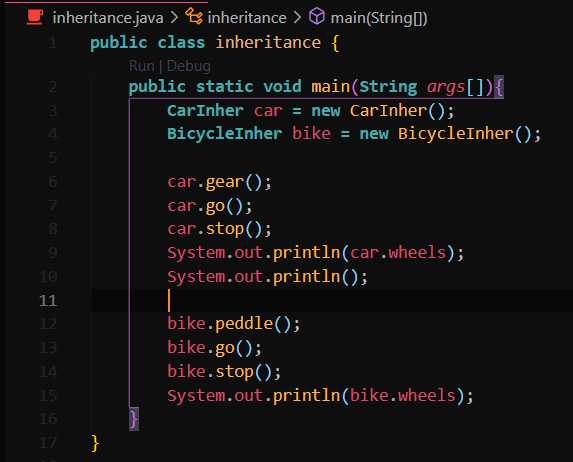 inheritance.java > inheritance > main(String[])
1 public class inheritance {
Run | Debug
2 public static void main(String args[]){
3 CarInher car = new CarInher();
4 BicycleInher bike = new BicycleInher();
5
6 car.gear();
7 car.go();
8 car.stop();
9 System.out.println(car.wheels);
10 System.out.println();
11
12 bike.peddle();
13 bike.go();
14 bike.stop();
15 System.out.println(bike.wheels);
16 }
17 }